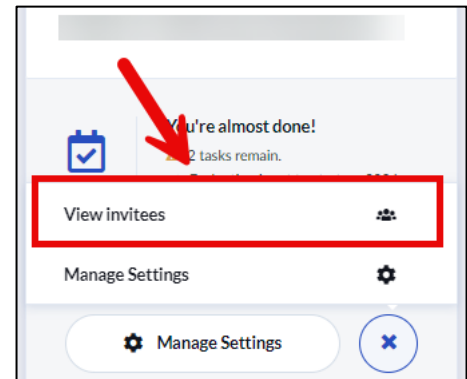 You're almost done!
2 tasks remain.
View invitees
Manage Settings
Manage Settings